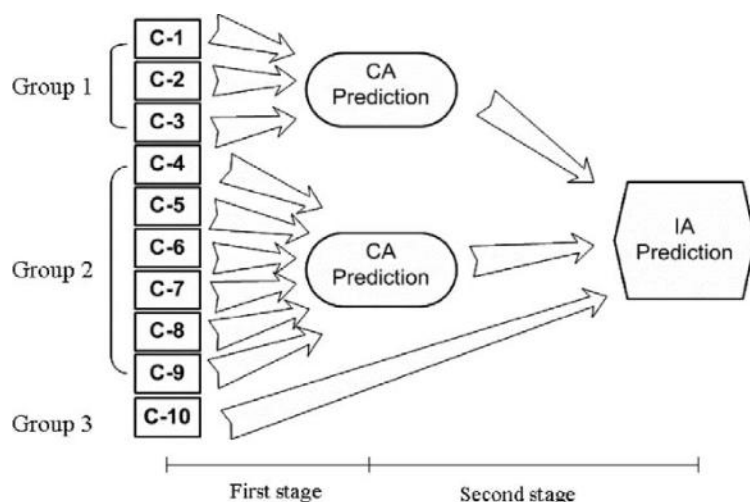 Group 1
C-1
C-2
C-3
Group 2
C-4
C-5
C-6
C-7
C-8
C-9
Group 3
C-10
CA
Prediction
CA
Prediction
IA
Prediction
First stage
Second stage